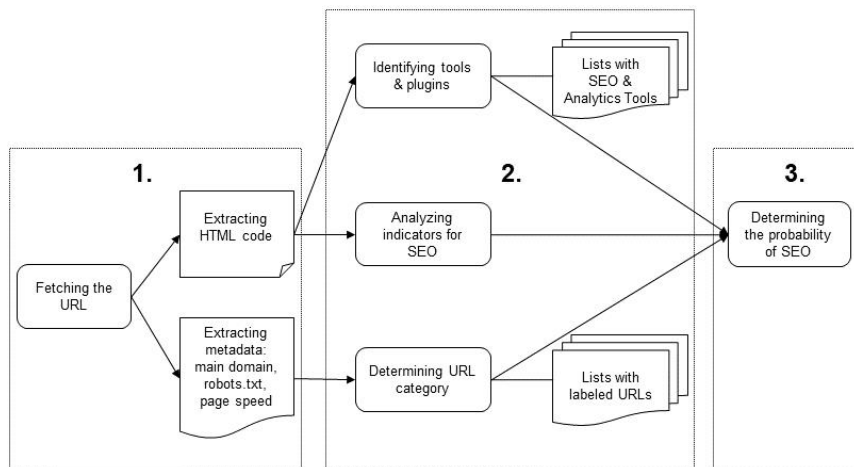 1.
Fetching the
URL
Extracting
HTML code
Extracting
metadata:
main domain,
robots.txt,
page speed
2.
Identifying tools
& plugins
Lists with
SEO &
Analytics Tools
Analyzing
indicators for
SEO
Determining URL
category
Lists with
labeled URLs
3.
Determining
the probability
of SEO